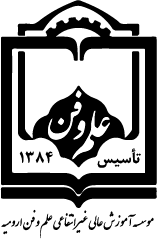 علم و فن
تأسیس
۱۳۸۴
موسسه آموزش عالی غیرانتفاعی علم و فن ارومیه